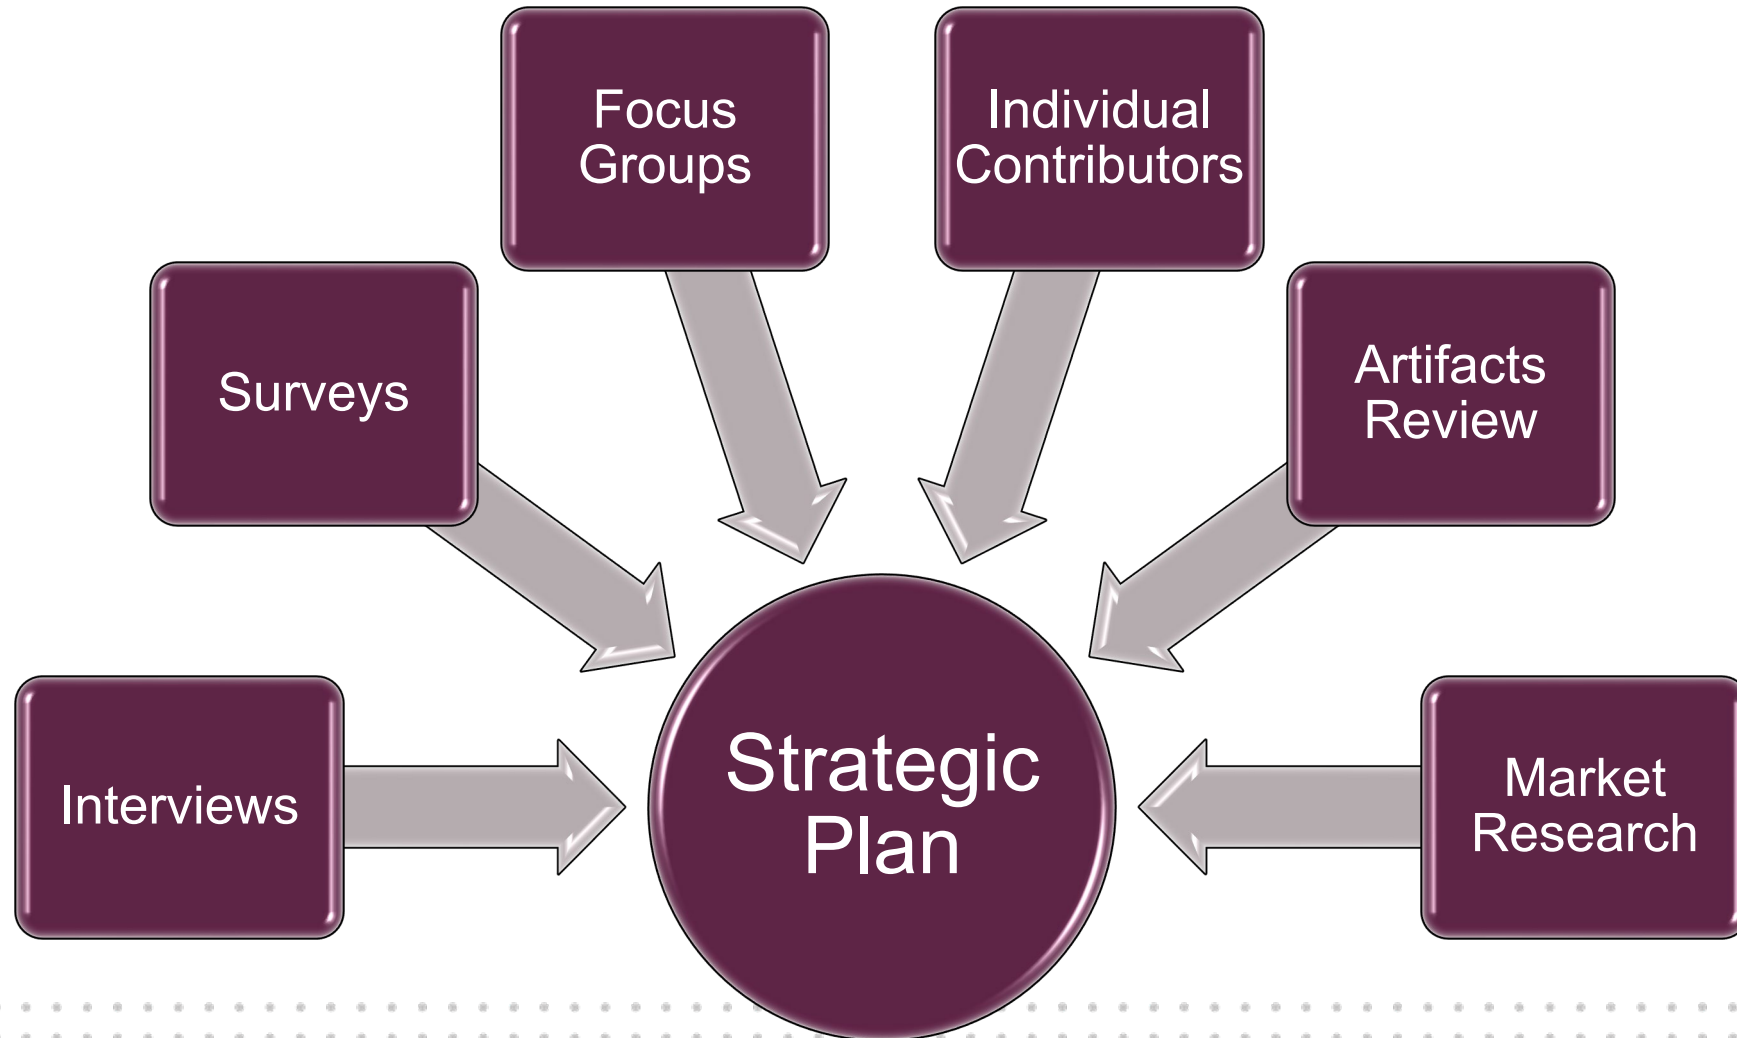 Focus
Groups
Individual
Contributors
Surveys
Artifacts
Review
Interviews
Strategic
Plan
Market
Research